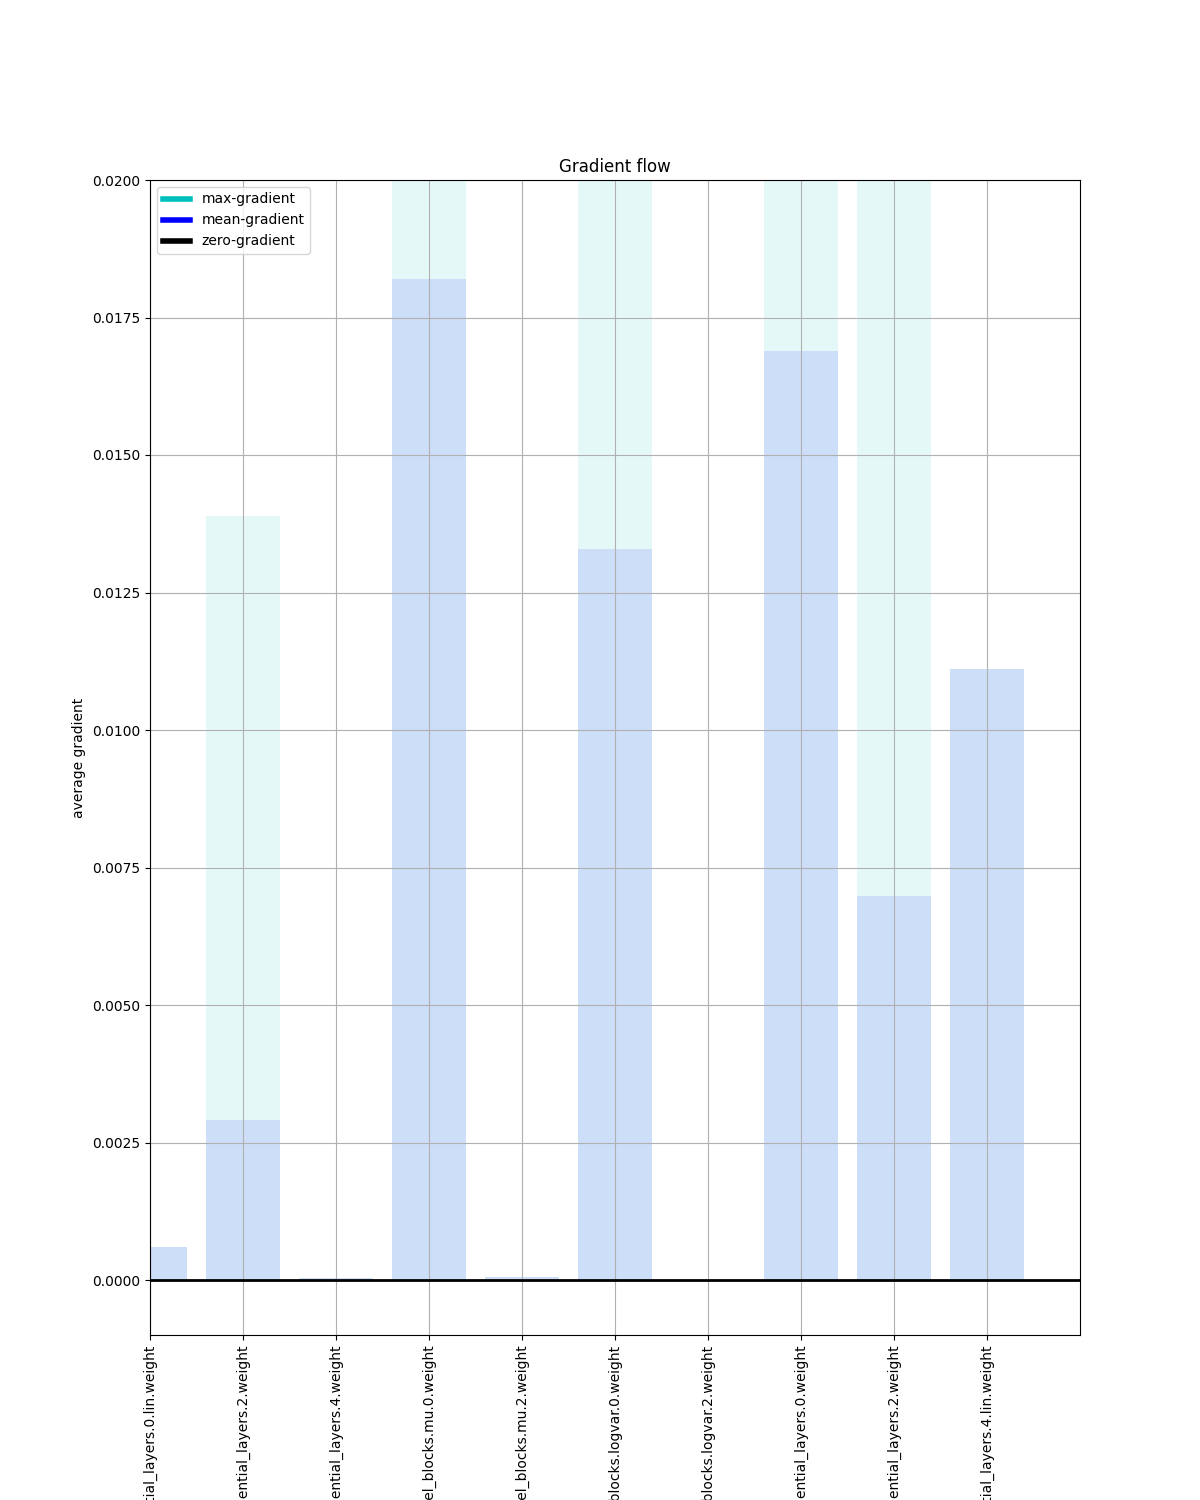 Gradient flow
max-gradient
mean-gradient
zero-gradient
0.0200
0.0175
0.0150
0.0125
0.0100
0.0075
0.0050
0.0025
0.0000
average gradient
tial_layers.0.lin.weight
ential_layers.2.weight
ential_layers.4.weight
el_blocks.mu.0.weight
el_blocks.mu.2.weight
blocks.logvar.0.weight
blocks.logvar.2.weight
ential_layers.0.weight
ential_layers.2.weight
tial_layers.4.lin.weight